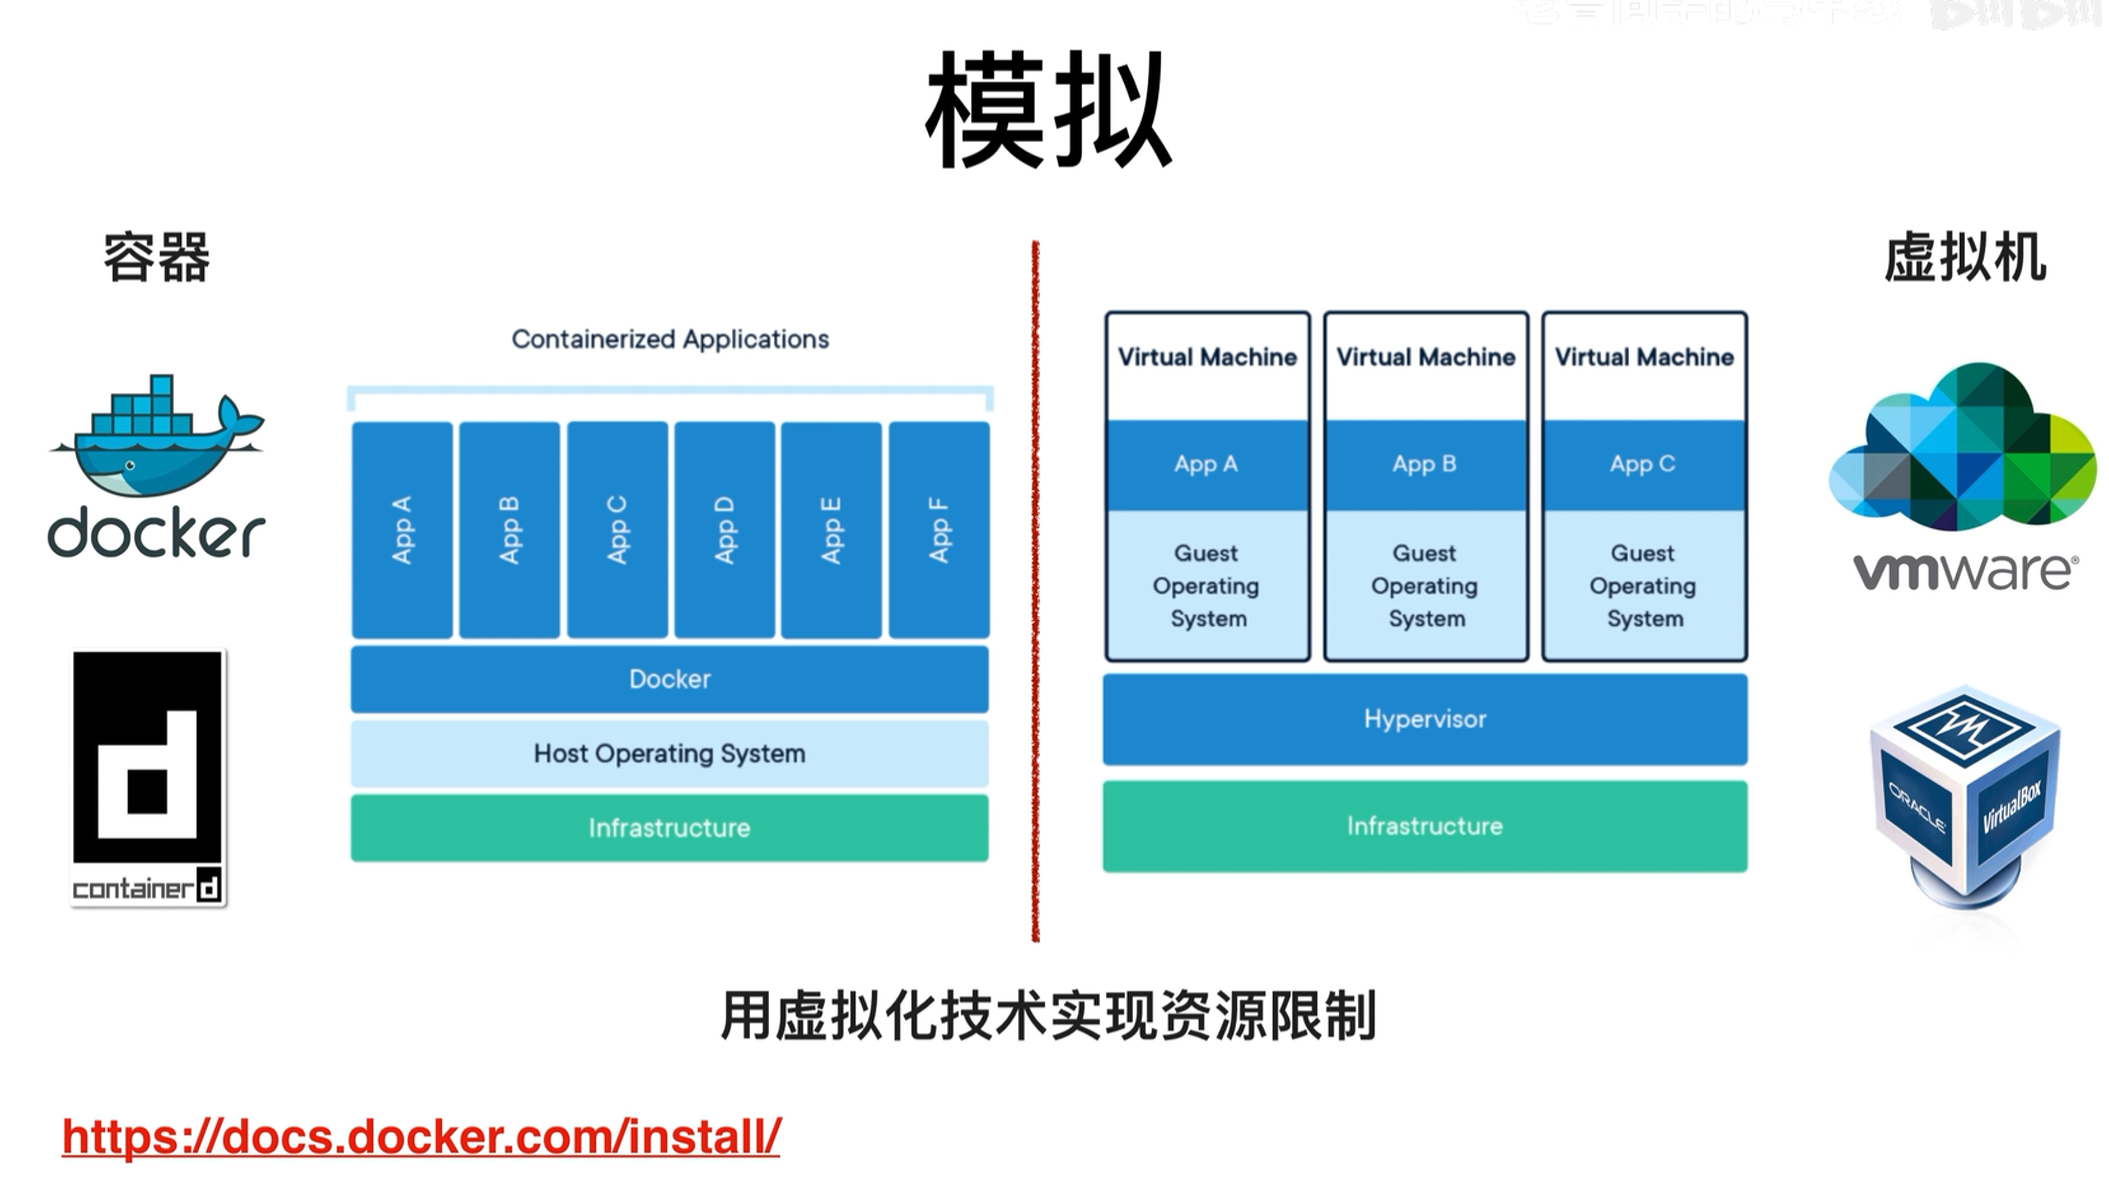 模拟
容器
虚拟机
Containerized Applications
App A
App B
App C
App D
App E
App F
Docker
Host Operating System
Infrastructure
docker
containerd
Virtual Machine
App A
Guest
Operating
System
Virtual Machine
App B
Guest
Operating
System
Virtual Machine
App C
Guest
Operating
System
Hypervisor
Infrastructure
vmware®
ORACLE
VirtualBox
用虚拟化技术实现资源限制
https://docs.docker.com/install/